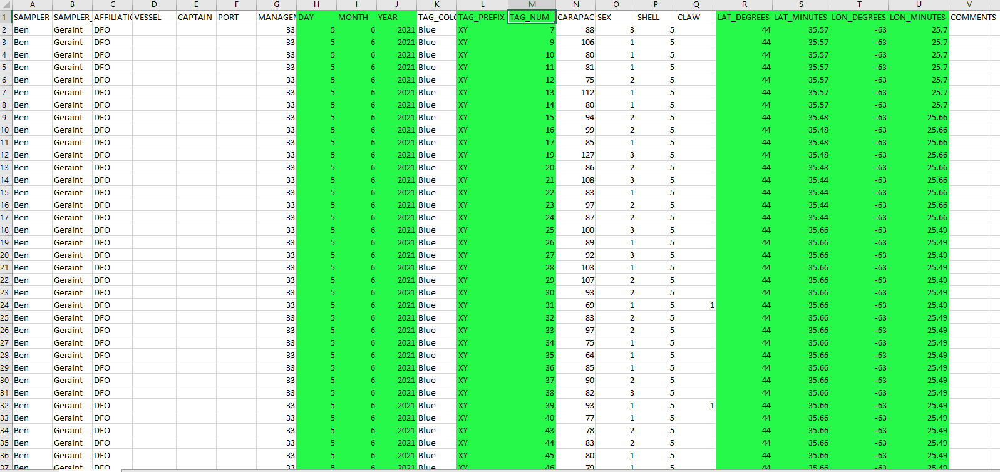 A B C D E F G H I J K L M N O P Q R S T U V
1 SAMPLER SAMPLER_ AFFILIATIO VESSEL CAPTAIN PORT MANAGEM DAY MONTH YEAR TAG_COLO TAG_PREFIX TAG_NUM CARAPAC SEX SHELL CLAW LAT_DEGREES LAT_MINUTES LON_DEGREES LON_MINUTES COMMENTS
2 Ben Geraint DFO 33 5 6 2021 Blue XY 7 88 3 5 44 35.57 -63 25.7
3 Ben Geraint DFO 33 5 6 2021 Blue XY 9 106 1 5 44 35.57 -63 25.7
4 Ben Geraint DFO 33 5 6 2021 Blue XY 10 80 1 5 44 35.57 -63 25.7
5 Ben Geraint DFO 33 5 6 2021 Blue XY 11 81 1 5 44 35.57 -63 25.7
6 Ben Geraint DFO 33 5 6 2021 Blue XY 12 75 2 5 44 35.57 -63 25.7
7 Ben Geraint DFO 33 5 6 2021 Blue XY 13 112 1 5 44 35.57 -63 25.7
8 Ben Geraint DFO 33 5 6 2021 Blue XY 14 80 1 5 44 35.57 -63 25.7
9 Ben Geraint DFO 33 5 6 2021 Blue XY 15 94 2 5 44 35.48 -63 25.66
10 Ben Geraint DFO 33 5 6 2021 Blue XY 16 99 2 5 44 35.48 -63 25.66
11 Ben Geraint DFO 33 5 6 2021 Blue XY 17 85 1 5 44 35.48 -63 25.66
12 Ben Geraint DFO 33 5 6 2021 Blue XY 19 127 3 5 44 35.48 -63 25.66
13 Ben Geraint DFO 33 5 6 2021 Blue XY 20 86 2 5 44 35.48 -63 25.66
14 Ben Geraint DFO 33 5 6 2021 Blue XY 21 108 3 5 44 35.44 -63 25.66
15 Ben Geraint DFO 33 5 6 2021 Blue XY 22 83 1 5 44 35.44 -63 25.66
16 Ben Geraint DFO 33 5 6 2021 Blue XY 23 97 2 5 44 35.44 -63 25.66
17 Ben Geraint DFO 33 5 6 2021 Blue XY 24 87 2 5 44 35.44 -63 25.66
18 Ben Geraint DFO 33 5 6 2021 Blue XY 25 100 3 5 44 35.66 -63 25.49
19 Ben Geraint DFO 33 5 6 2021 Blue XY 26 89 1 5 44 35.66 -63 25.49
20 Ben Geraint DFO 33 5 6 2021 Blue XY 27 92 3 5 44 35.66 -63 25.49
21 Ben Geraint DFO 33 5 6 2021 Blue XY 28 103 1 5 44 35.66 -63 25.49
22 Ben Geraint DFO 33 5 6 2021 Blue XY 29 107 2 5 44 35.66 -63 25.49
23 Ben Geraint DFO 33 5 6 2021 Blue XY 30 93 2 5 44 35.66 -63 25.49
24 Ben Geraint DFO 33 5 6 2021 Blue XY 31 69 1 5 1 44 35.66 -63 25.49
25 Ben Geraint DFO 33 5 6 2021 Blue XY 32 83 2 5 44 35.66 -63 25.49
26 Ben Geraint DFO 33 5 6 2021 Blue XY 33 97 2 5 44 35.66 -63 25.49
27 Ben Geraint DFO 33 5 6 2021 Blue XY 34 75 1 5 44 35.66 -63 25.49
28 Ben Geraint DFO 33 5 6 2021 Blue XY 35 64 1 5 44 35.66 -63 25.49
29 Ben Geraint DFO 33 5 6 2021 Blue XY 36 85 1 5 44 35.66 -63 25.49
30 Ben Geraint DFO 33 5 6 2021 Blue XY 37 90 2 5 44 35.66 -63 25.49
31 Ben Geraint DFO 33 5 6 2021 Blue XY 38 82 3 5 44 35.66 -63 25.49
32 Ben Geraint DFO 33 5 6 2021 Blue XY 39 93 1 5 1 44 35.66 -63 25.49
33 Ben Geraint DFO 33 5 6 2021 Blue XY 40 77 1 5 44 35.66 -63 25.49
34 Ben Geraint DFO 33 5 6 2021 Blue XY 43 78 2 5 44 35.66 -63 25.49
35 Ben Geraint DFO 33 5 6 2021 Blue XY 44 83 2 5 44 35.66 -63 25.49
36 Ben Geraint DFO 33 5 6 2021 Blue XY 45 80 1 5 44 35.66 -63 25.49
37 Ben Geraint DFO 33 5 6 2021 Blue XY 46 79 1 5 44 35.66 -63 25.49